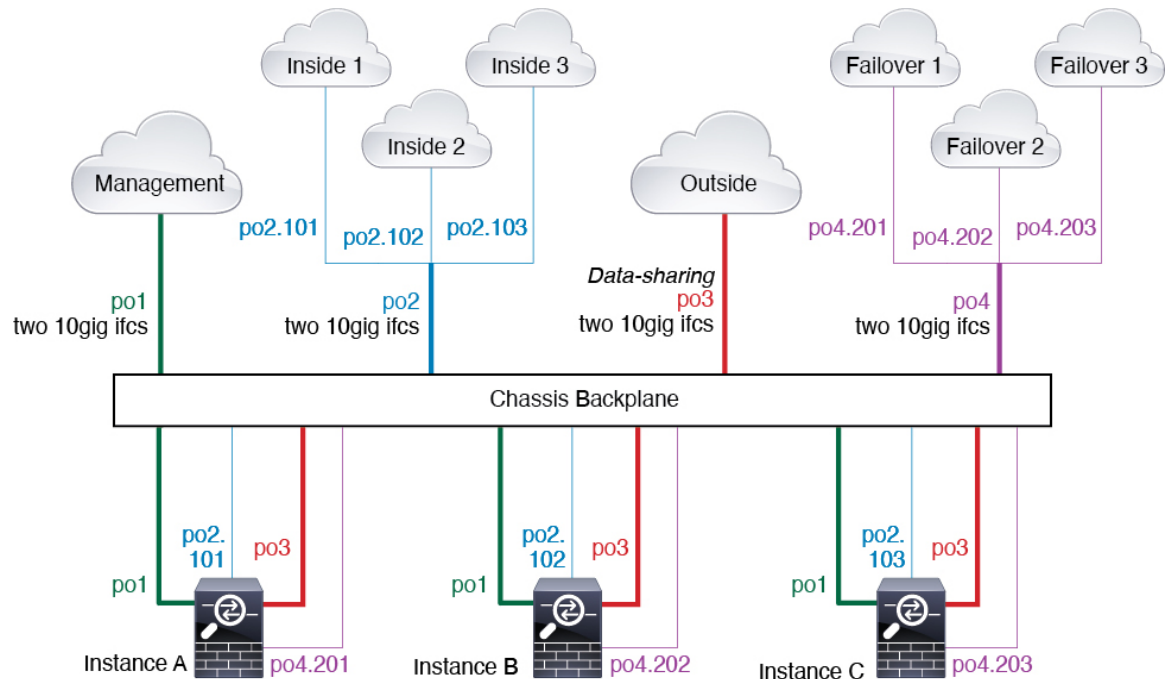 Inside 1
Inside 3
Failover 1
Failover 3
Inside 2
Failover 2
Management
Outside
po2.101
po2.102
po2.103
po4.201
po4.202
po4.203
Data-sharing
po1
two 10gig ifcs
po2
two 10gig ifcs
po3
two 10gig ifcs
po4
two 10gig ifcs
Chassis Backplane
po2.
101
po3
po1
Instance A
po4.201
po2.
102
po3
po1
Instance B
po4.202
po2.
103
po3
po1
Instance C
po4.203